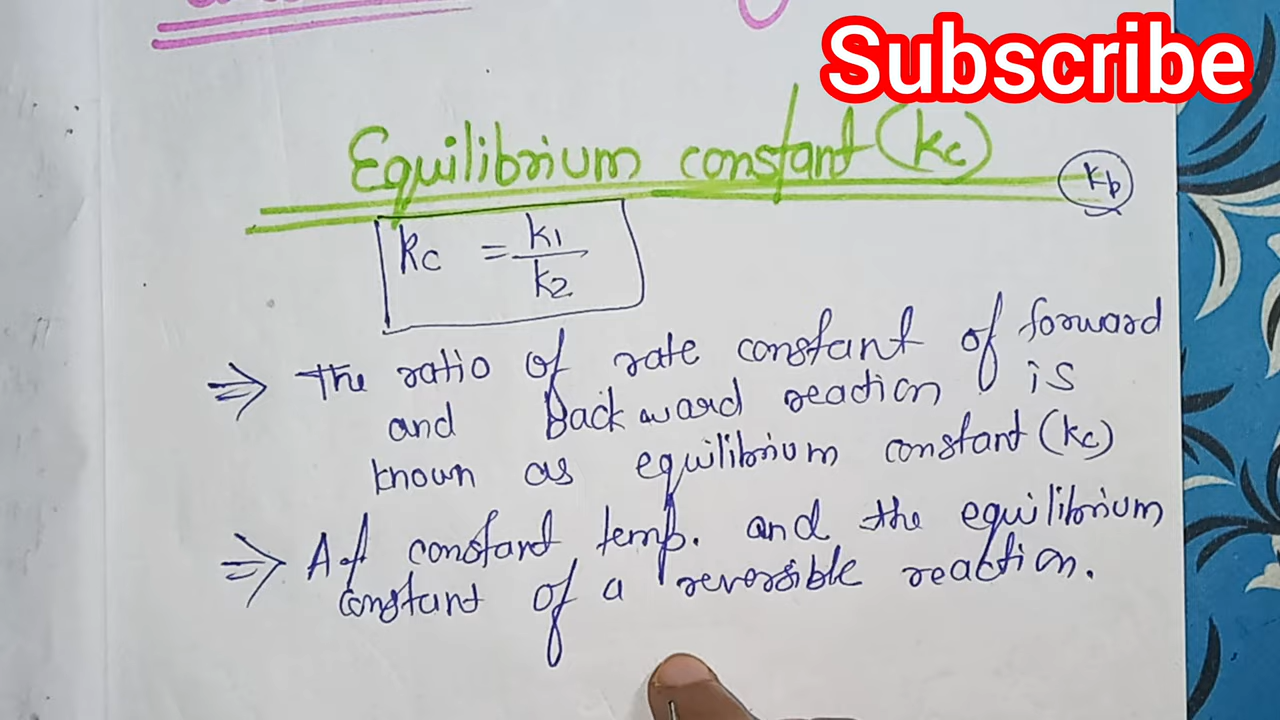 Subscribe
Equilibrium constant (Kc)
Kp
Kc = K1/K2
⇒ The ratio of rate constant of forward
and Backward reaction is
known as equilibrium constant (Kc)
⇒ At constant temp. and the equilibrium
constant of a reversible reaction.